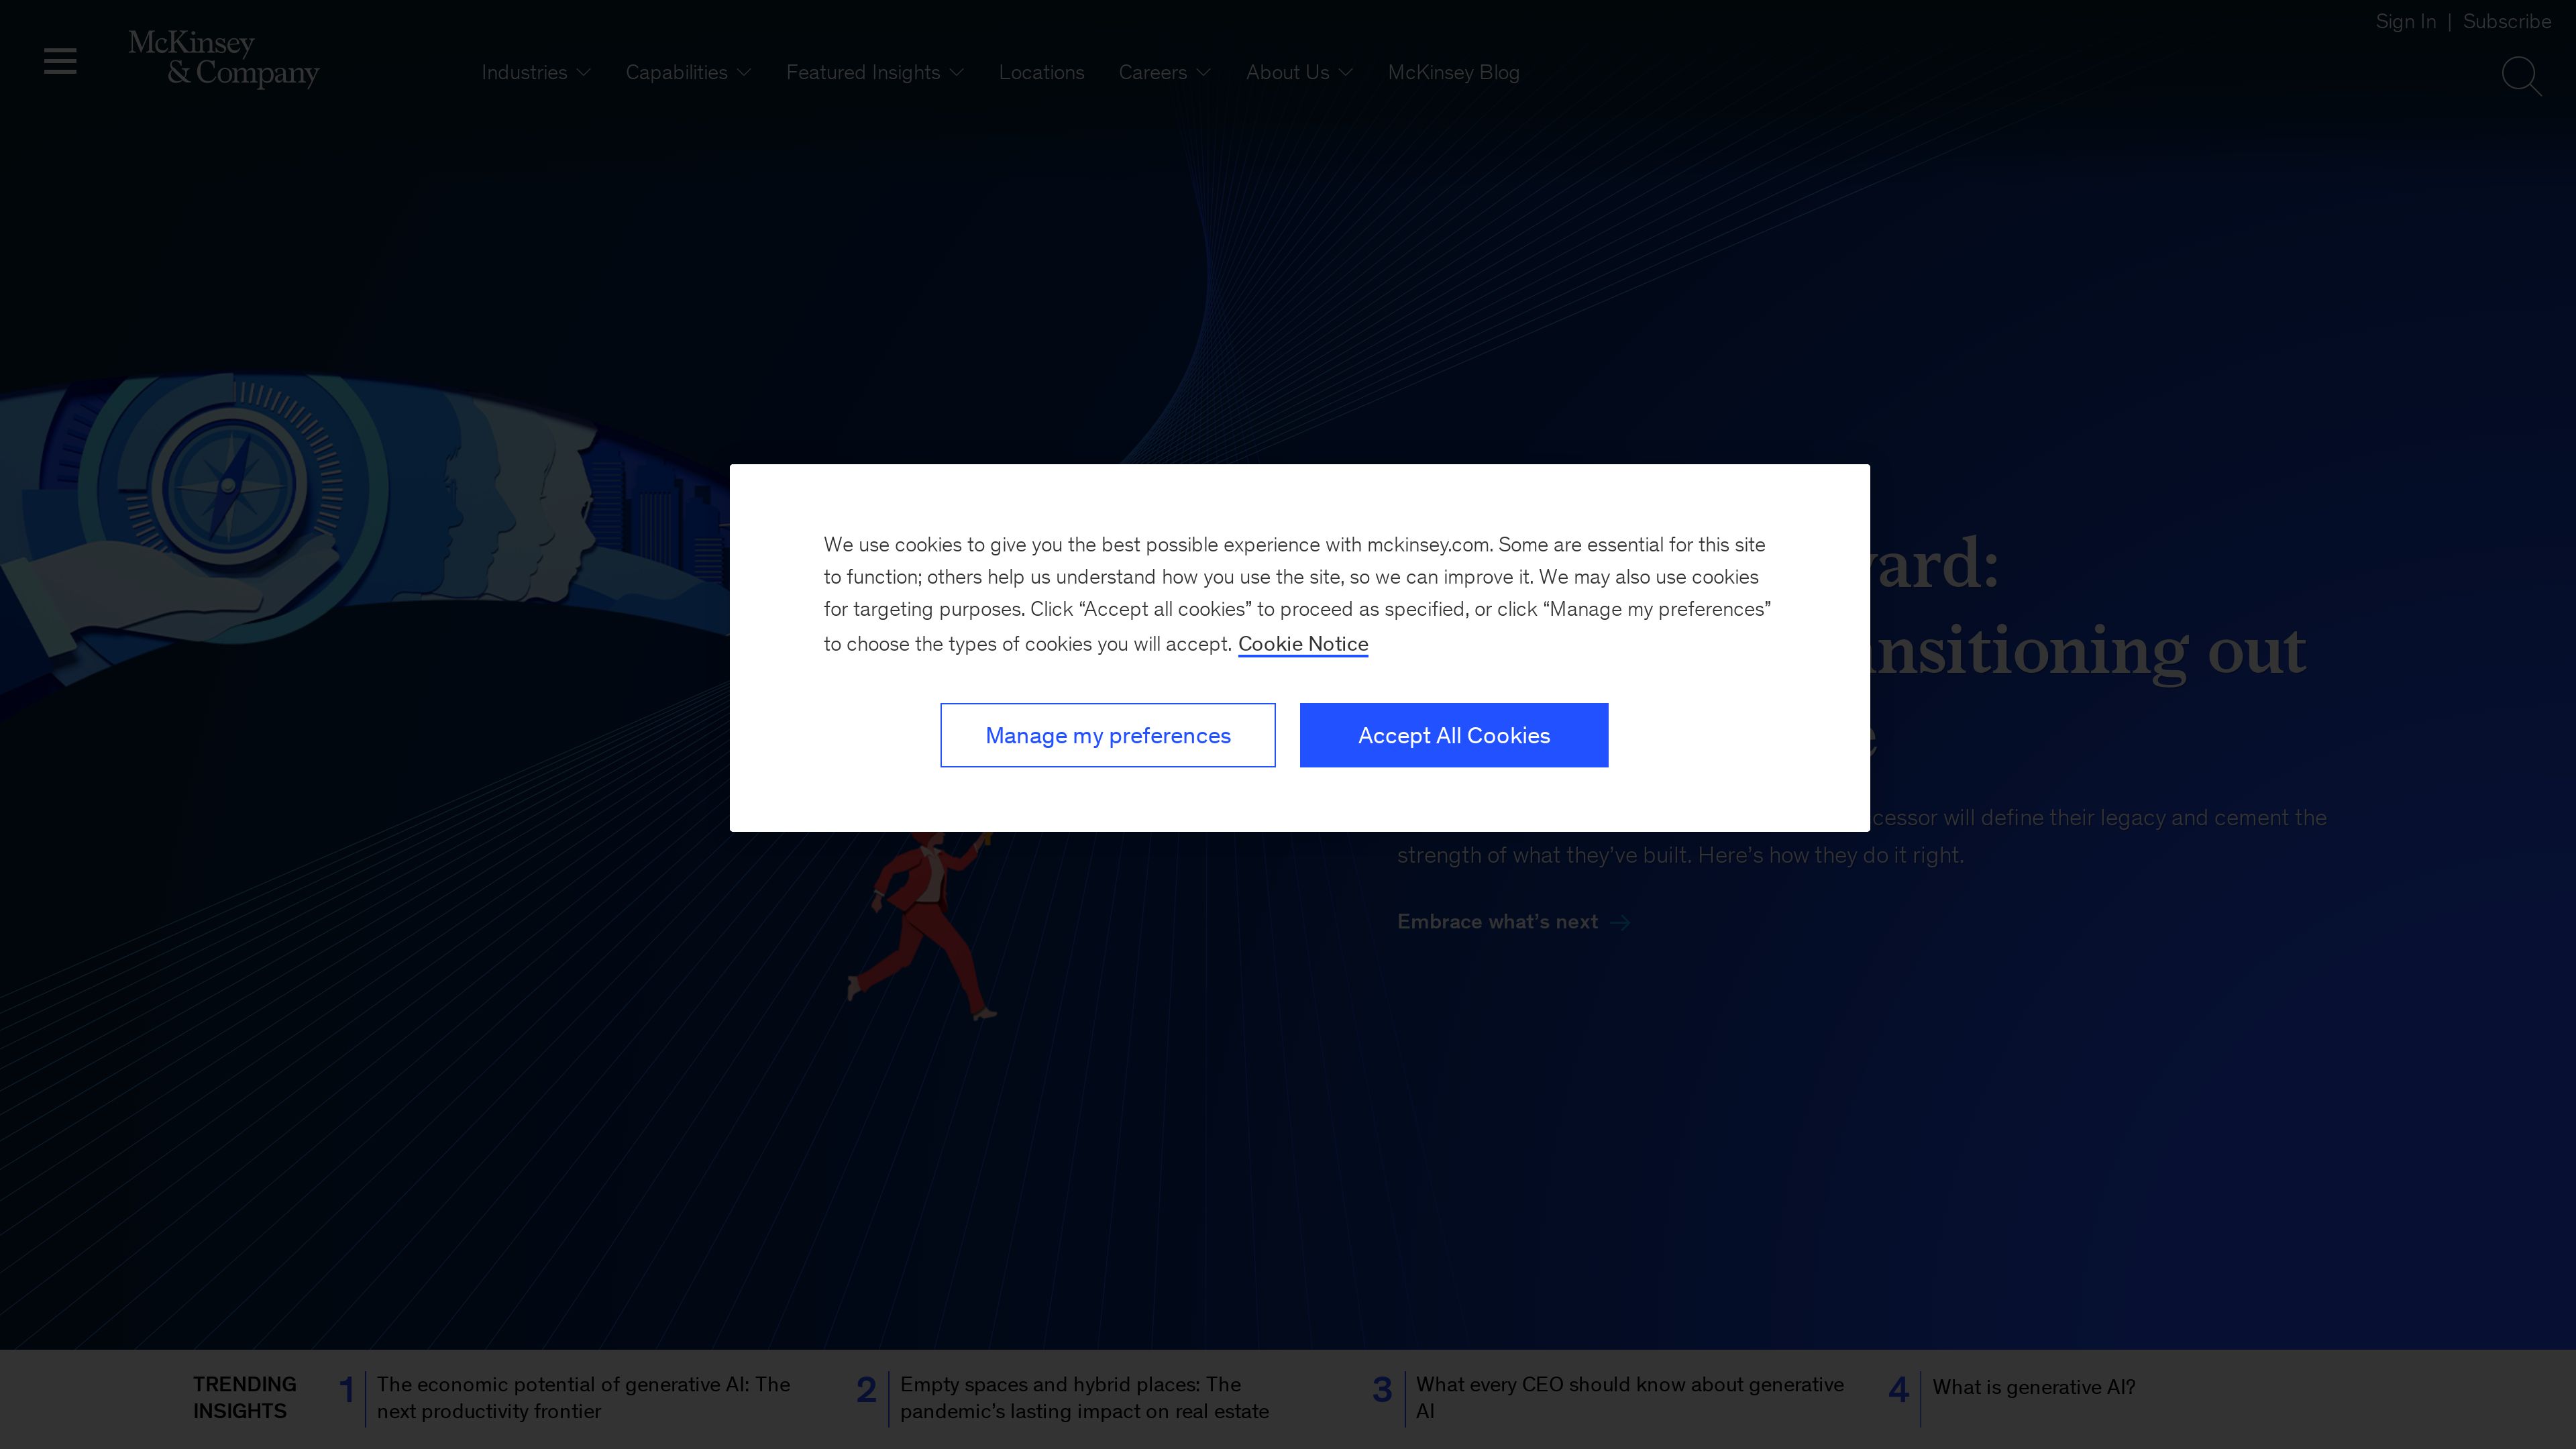 Sign In | Subscribe
McKinsey
& Company
Industries
Capabilities
Featured Insights
Locations
Careers
About Us
McKinsey Blog
We use cookies to give you the best possible experience with mckinsey.com. Some are essential for this site
to function; others help us understand how you use the site, so we can improve it. We may also use cookies
for targeting purposes. Click “Accept all cookies” to proceed as specified, or click “Manage my preferences”
to choose the types of cookies you will accept. Cookie Notice
Manage my preferences
Accept All Cookies
out
will define their legacy and cement the
strength of what they’ve built. Here’s how they do it right.
Embrace what’s next
TRENDING
INSIGHTS
1
The economic potential of generative AI: The
next productivity frontier
2
Empty spaces and hybrid places: The
pandemic’s lasting impact on real estate
3
What every CEO should know about generative
AI
4
What is generative AI?